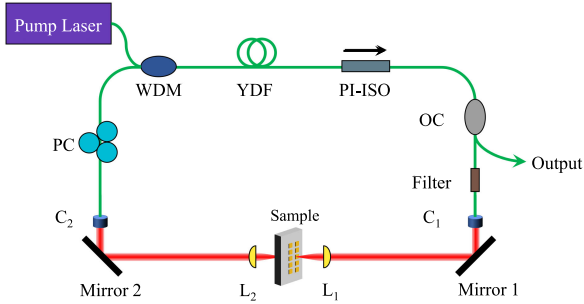 Pump Laser
WDM
YDF
PI-ISO
OC
PC
Output
Filter
C2
Sample
C1
L2
L1
Mirror 2
Mirror 1